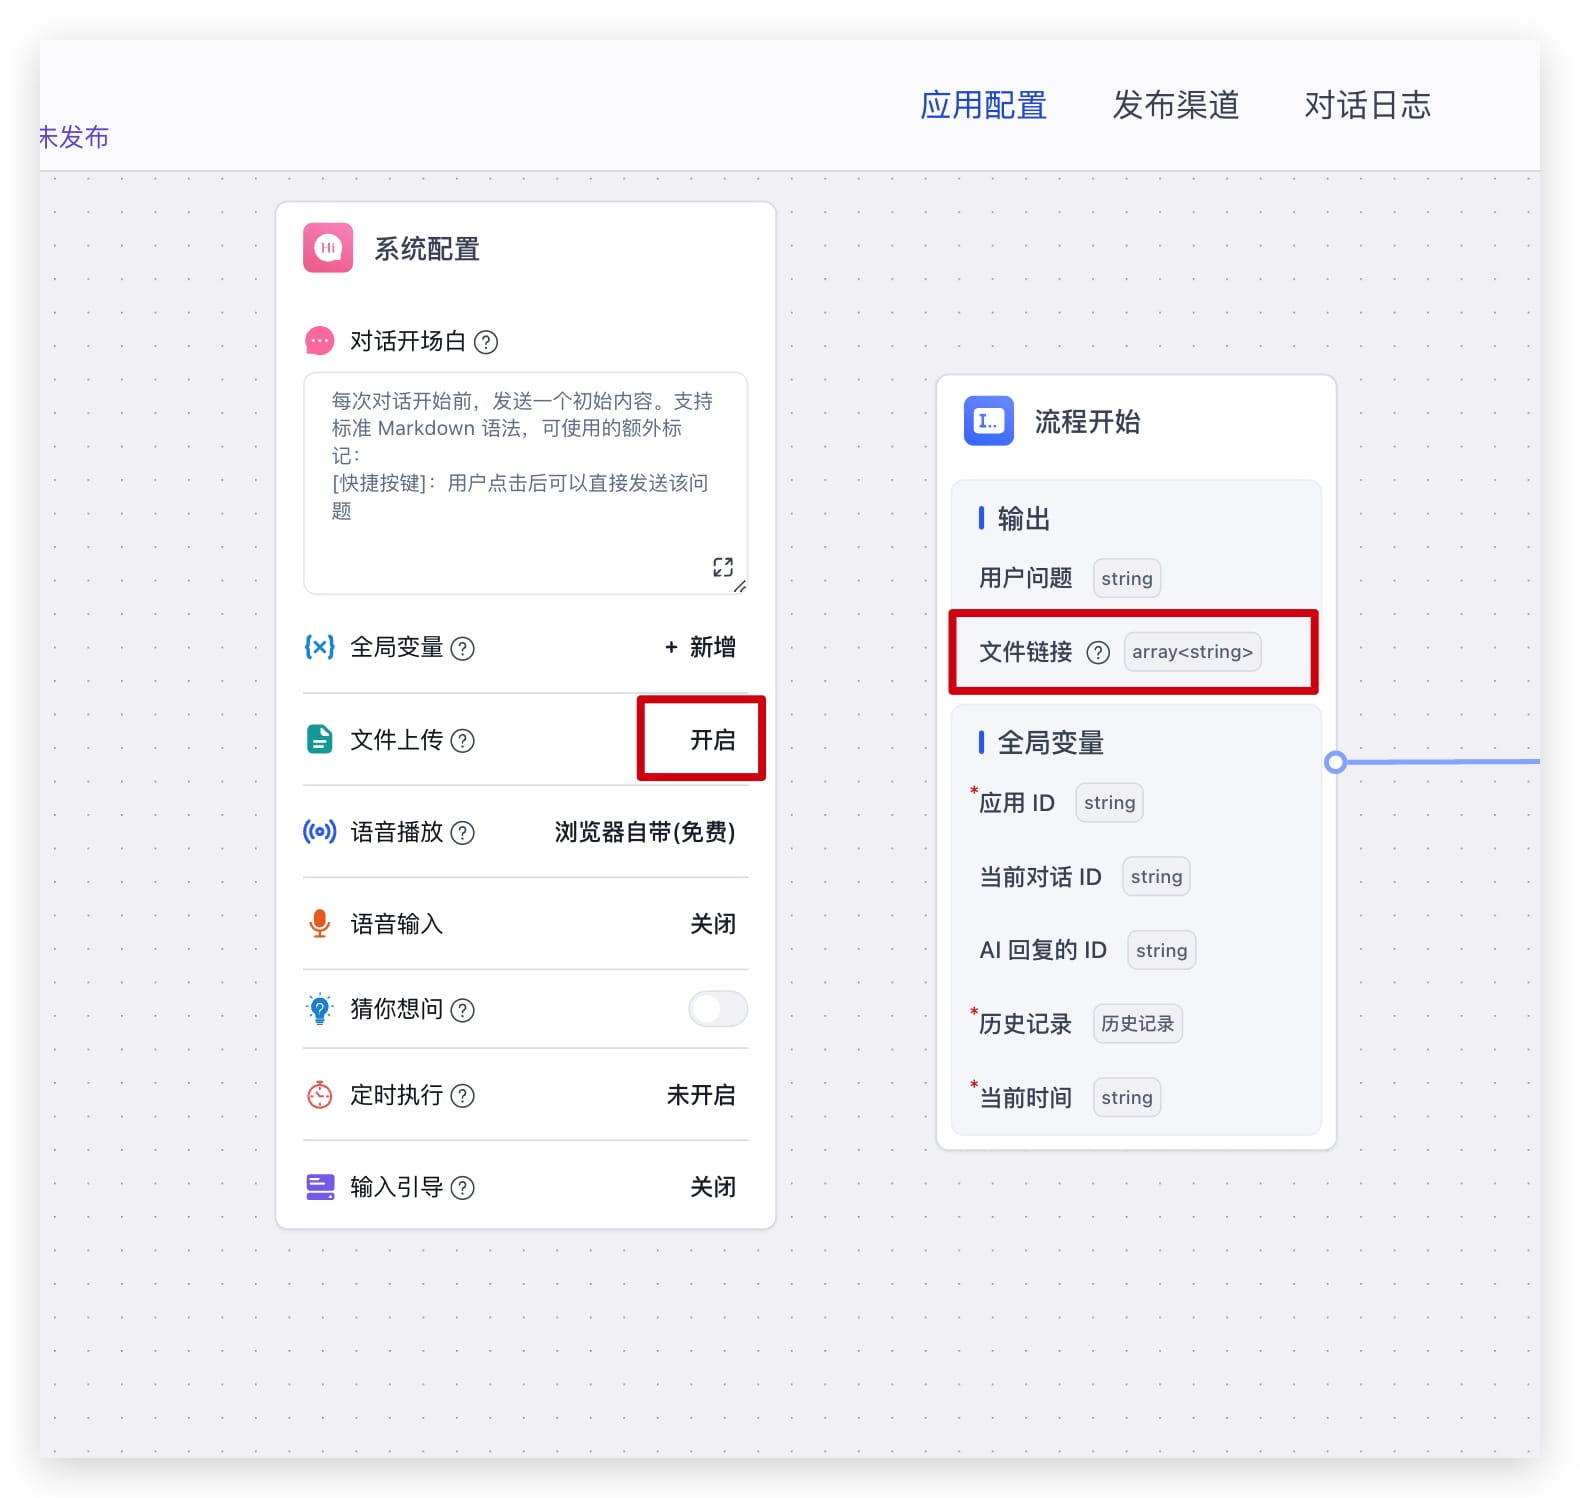 应用配置 发布渠道 对话日志
未发布
Hi 系统配置
对话开场白 ?
每次对话开始前，发送一个初始内容。支持
标准 Markdown 语法，可使用的额外标
记：
[快捷按键]：用户点击后可以直接发送该问
题
全局变量 ? + 新增
文件上传 ? 开启
语音播放 ? 浏览器自带(免费)
语音输入 关闭
猜你想问 ?
定时执行 ? 未开启
输入引导 ? 关闭
I.. 流程开始
输出
用户问题 string
文件链接 ? array<string>
全局变量
*应用 ID string
当前对话 ID string
AI 回复的 ID string
*历史记录 历史记录
*当前时间 string